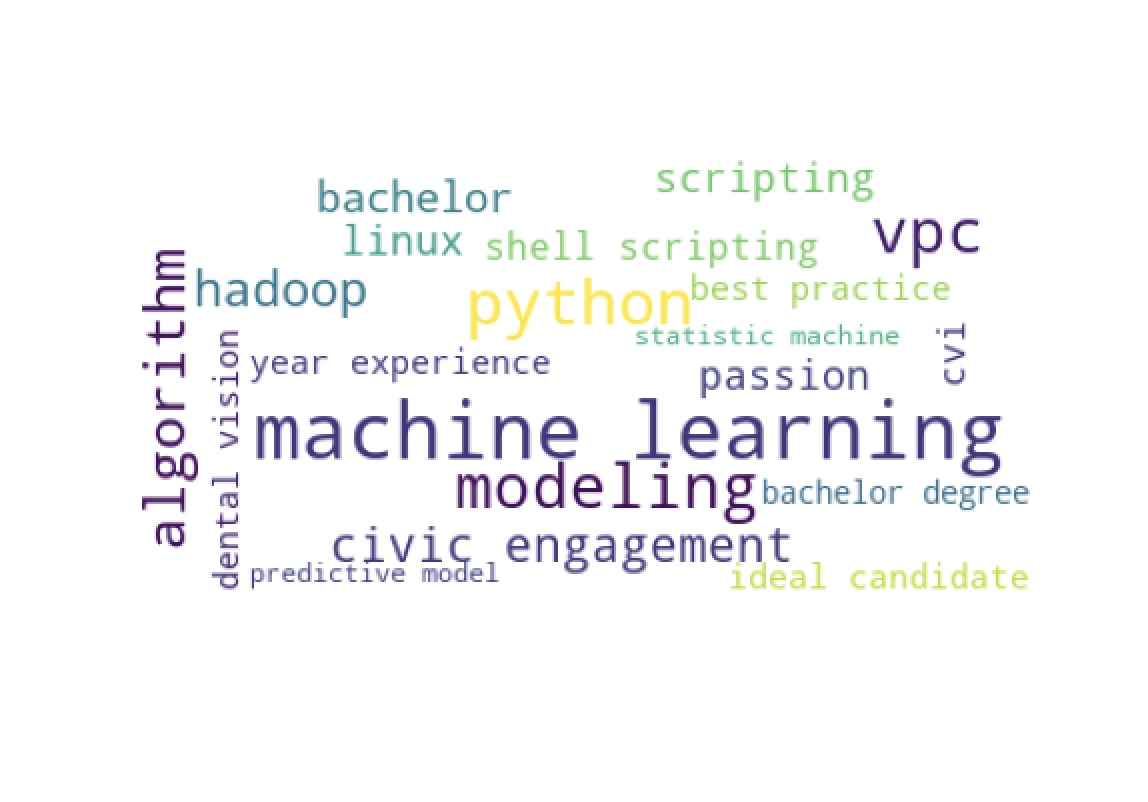 scripting
bachelor
vpc
linux
shell scripting
hadoop
python
best practice
algorithm
statistic machine
cvi
dental vision
year experience
passion
machine learning
modeling
bachelor degree
civic engagement
predictive model
ideal candidate